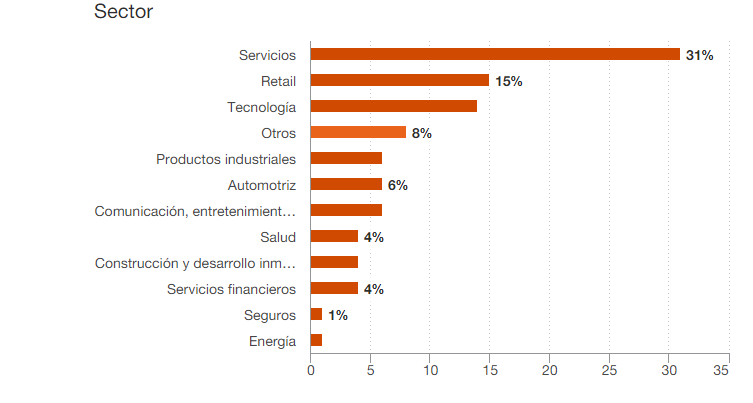 Sector
Servicios 31%
Retail 15%
Tecnología
Otros 8%
Productos industriales
Automotriz 6%
Comunicación, entretenimient…
Salud 4%
Construcción y desarrollo inm…
Servicios financieros 4%
Seguros 1%
Energía
0 5 10 15 20 25 30 35